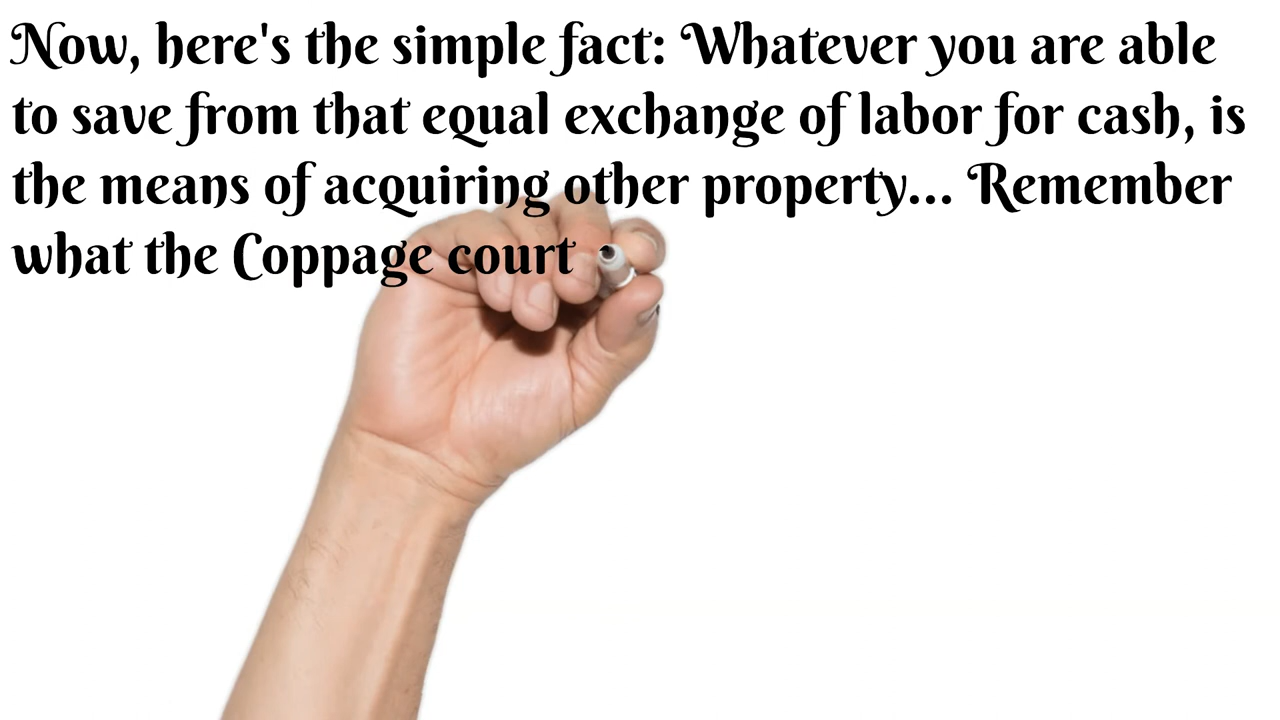 Now, here's the simple fact: Whatever you are able
to save from that equal exchange of labor for cash, is
the means of acquiring other property... Remember
what the Coppage court